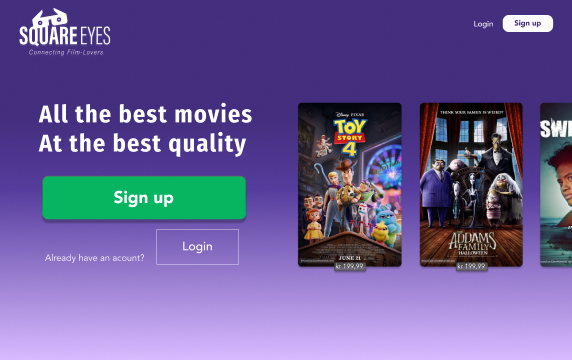 SQUARE EYES
Connecting Film-Lovers
Login
Sign up
All the best movies
At the best quality
Sign up
Already have an acount?
Login
Disney PIXAR
TOY
STORY
4
JUNE 21
kr 199,99
THINK YOUR FAMILY IS WEIRD?
THE
ADDAMS
FAMILY
HALLOWEEN
kr 199,99
SWE